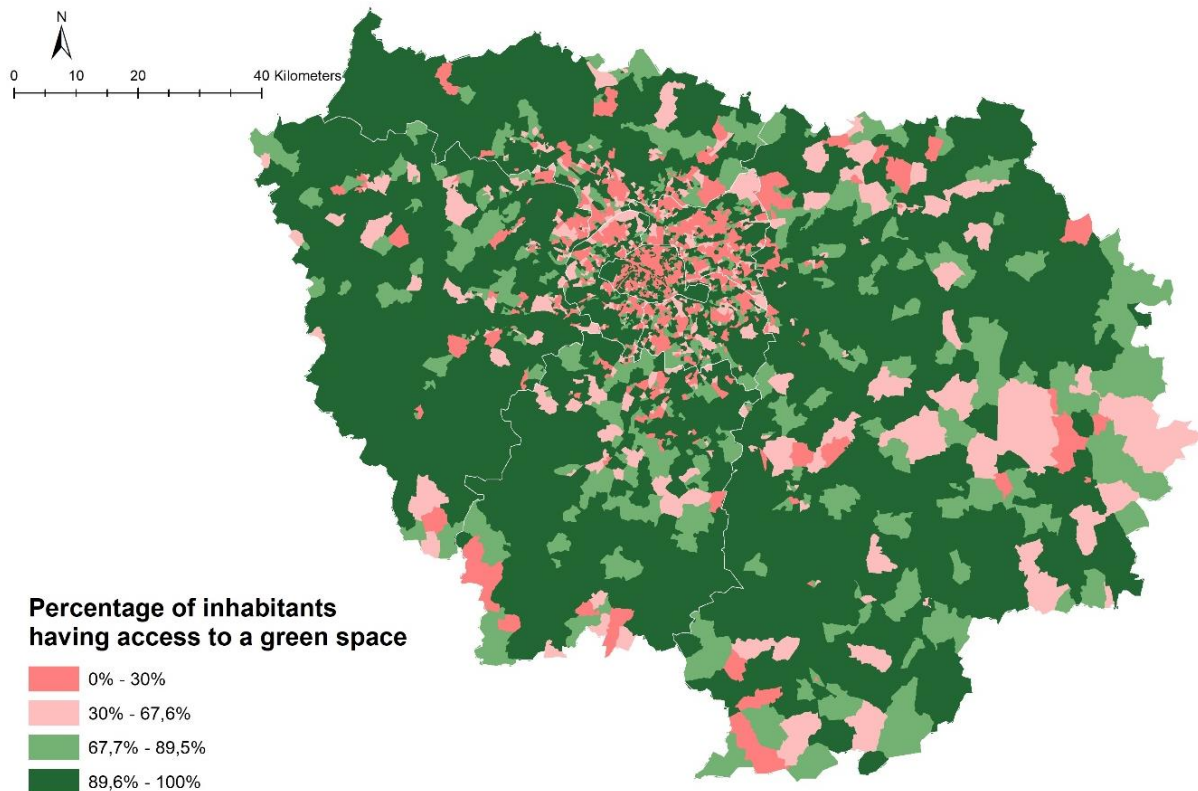 N
0 10 20 40 Kilometers
Percentage of inhabitants
having access to a green space
0% - 30%
30% - 67,6%
67,7% - 89,5%
89,6% - 100%